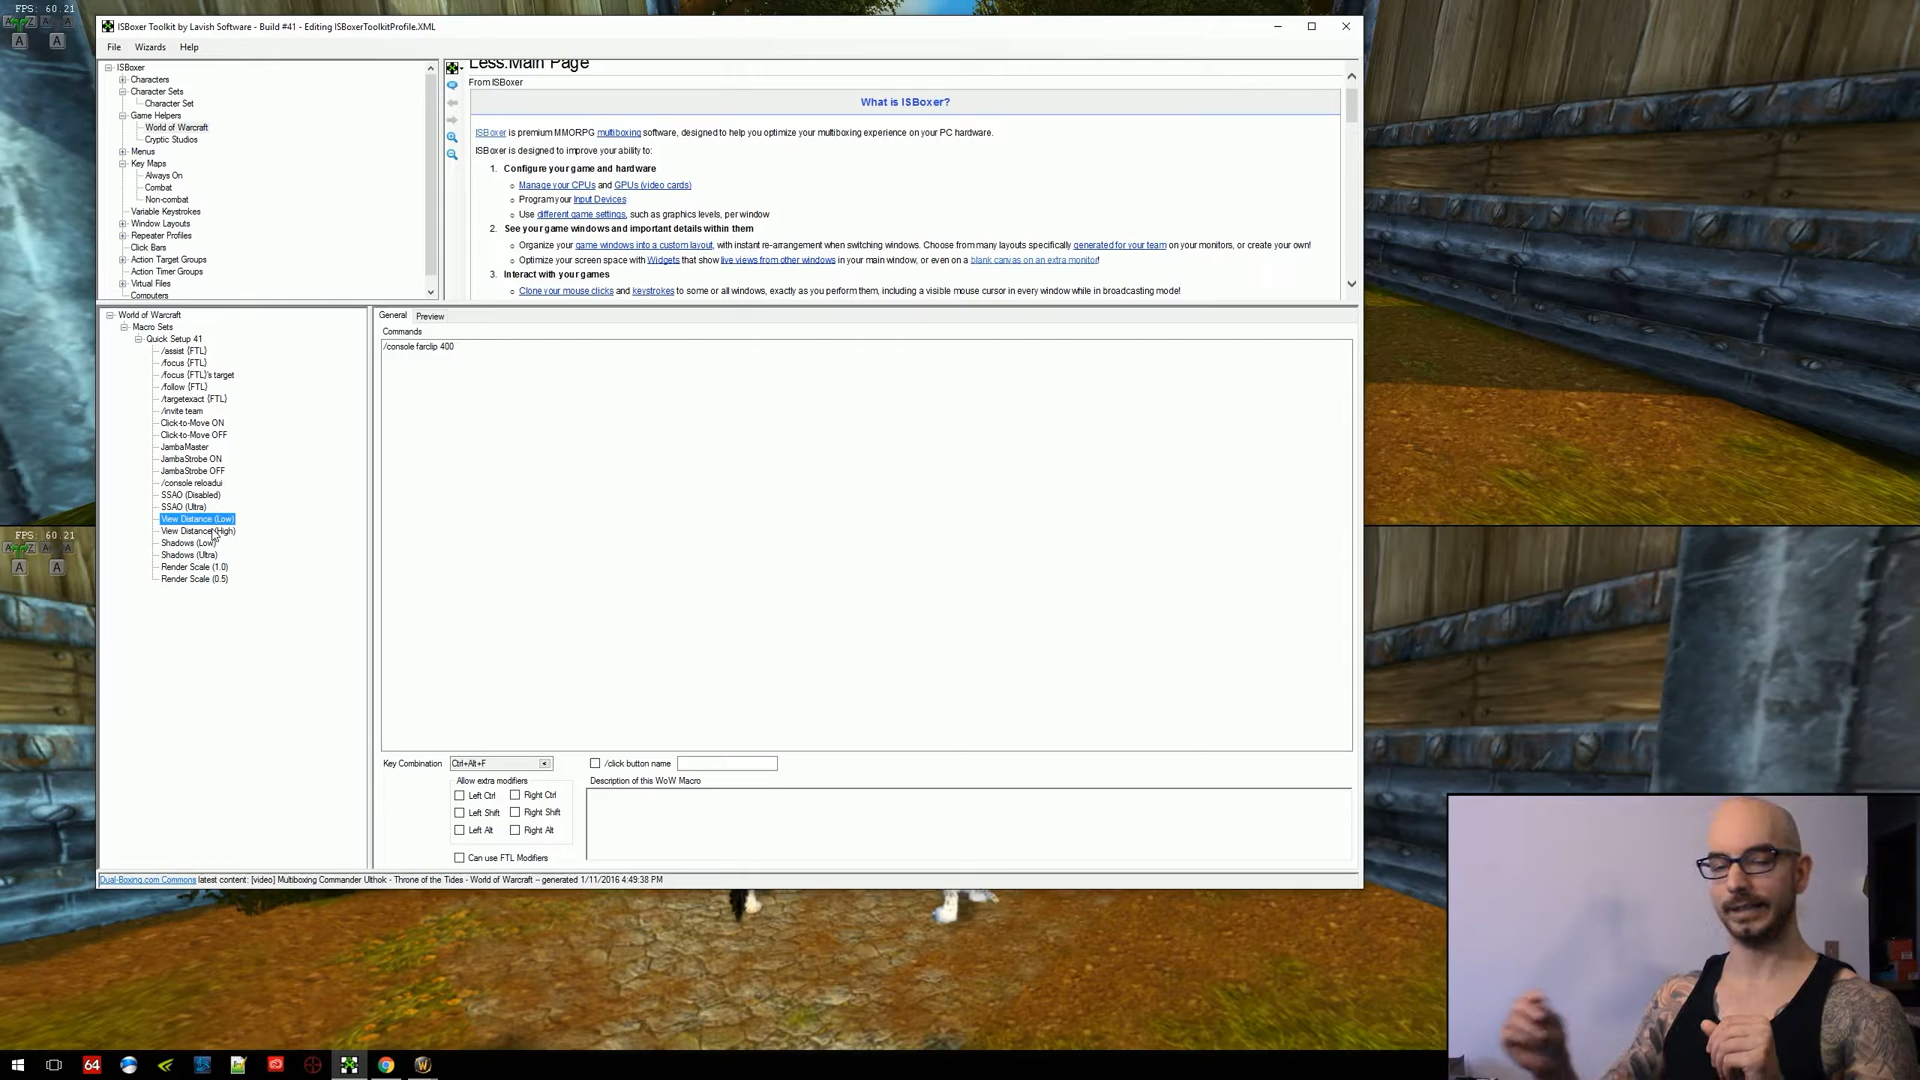 FPS: 60.21
A
A
ISBoxer Toolkit by Lavish Software - Build #41 - Editing ISBoxerToolkitProfile.XML
File Wizards Help
ISBoxer
Characters
Character Sets
Character Set
Game Helpers
World of Warcraft
Cryptic Studios
Menus
Key Maps
Always On
Combat
Non-combat
Variable Keystrokes
Window Layouts
Repeater Profiles
Click Bars
Action Target Groups
Action Timer Groups
Virtual Files
Computers
Less.Main Page
From ISBoxer
What is ISBoxer?
ISBoxer is premium MMORPG multiboxing software, designed to help you optimize your multiboxing experience on your PC hardware.
ISBoxer is designed to improve your ability to:
1. Configure your game and hardware
Manage your CPUs and GPUs (video cards)
Program your Input Devices
Use different game settings, such as graphics levels, per window
2. See your game windows and important details within them
Organize your game windows into a custom layout, with instant re-arrangement when switching windows. Choose from many layouts specifically generated for your team on your monitors, or create your own!
Optimize your screen space with Widgets that show live views from other windows in your main window, or even on a blank canvas on an extra monitor!
3. Interact with your games
Clone your mouse clicks and keystrokes to some or all windows, exactly as you perform them, including a visible mouse cursor in every window while in broadcasting mode!
World of Warcraft
Macro Sets
Quick Setup 41
/assist {FTL}
/focus {FTL}
/focus {FTL}'s target
/follow {FTL}
/targetexact {FTL}
/invite team
Click-to-Move ON
Click-to-Move OFF
JambaMaster
JambaStrobe ON
JambaStrobe OFF
/console reloadui
SSAO (Disabled)
SSAO (Ultra)
View Distance (Low)
View Distance (High)
Shadows (Low)
Shadows (Ultra)
Render Scale (1.0)
Render Scale (0.5)
General Preview
Commands
/console farclip 400
Key Combination Ctrl+Alt+F < /click button name
Allow extra modifiers Description of this WoW Macro
Left Ctrl Right Ctrl
Left Shift Right Shift
Left Alt Right Alt
Can use FTL Modifiers
Dual-Boxing.com Commons latest content: [video] Multiboxing Commander Ulthok - Throne of the Tides - World of Warcraft -- generated 1/11/2016 4:49:38 PM
FPS: 60.21
A
A
64